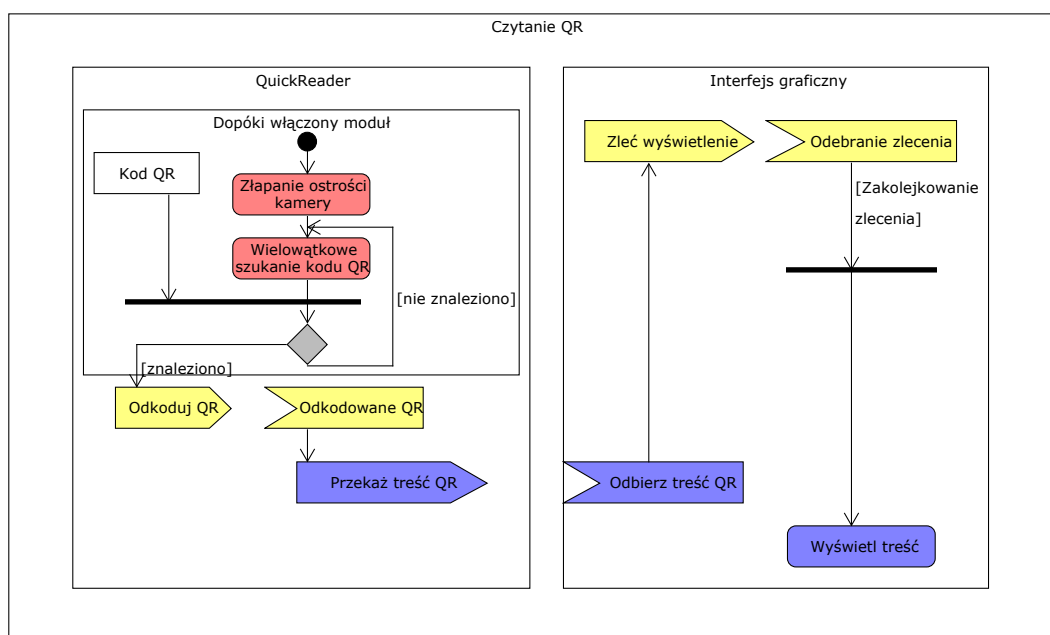 Czytanie QR
QuickReader
Dopóki włączony moduł
Kod QR
Złapanie ostrości
kamery
Wielowątkowe
szukanie kodu QR
[nie znaleziono]
[znaleziono]
Odkoduj QR
Odkodowane QR
Przekaż treść QR
Interfejs graficzny
Zleć wyświetlenie
Odebranie zlecenia
[Zakolejkowanie
zlecenia]
Odbierz treść QR
Wyświetl treść